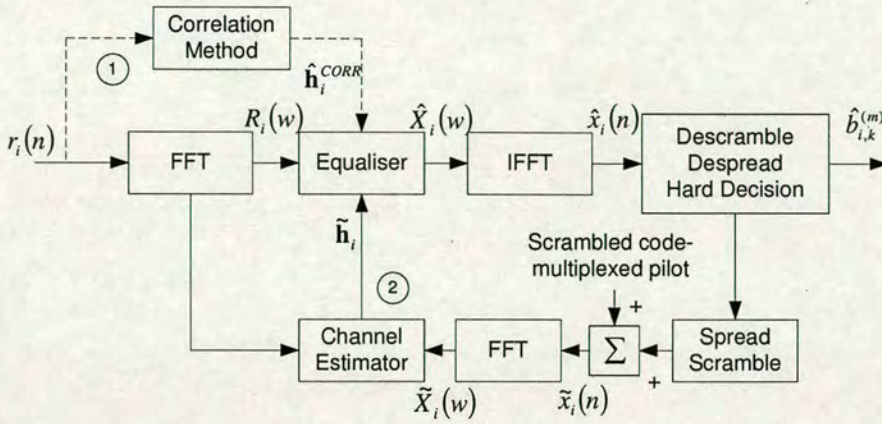 Correlation
Method
1
ĥ_i^{CORR}
r_i(n)
FFT
R_i(w)
Equaliser
X̂_i(w)
IFFT
x̂_i(n)
Descramble
Despread
Hard Decision
b̂_{i,k}^{(m)}
h̃_i
2
Scrambled code-
multiplexed pilot
+
Channel
Estimator
X̃_i(w)
FFT
x̃_i(n)
Σ
+
Spread
Scramble